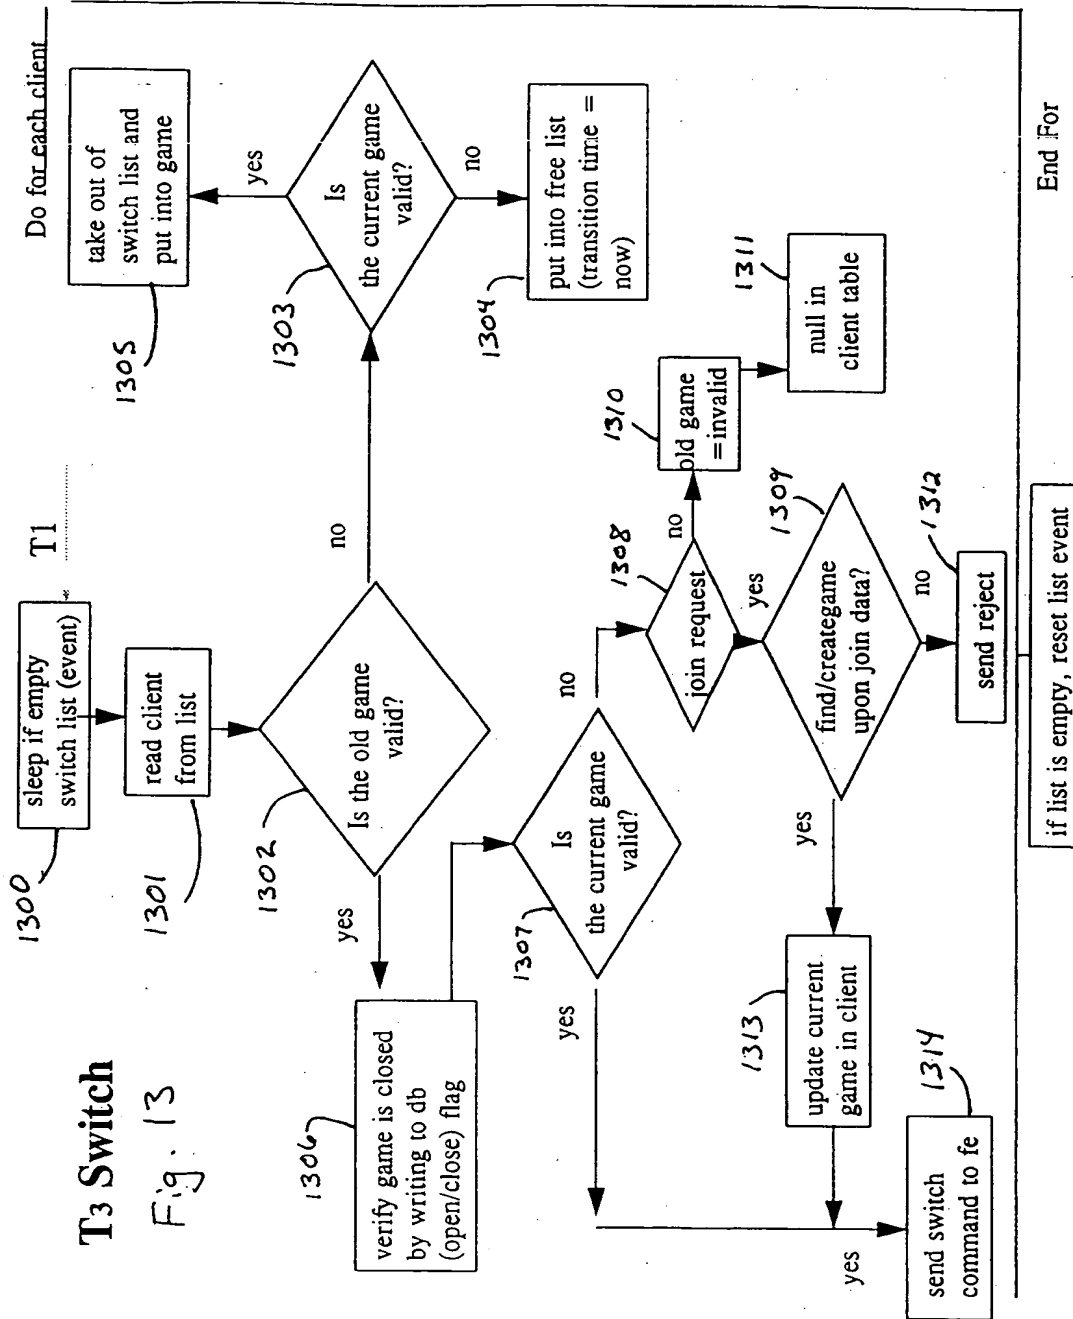 T3 Switch
Fig. 13
Do for each client
T1
1300
sleep if empty
switch list (event)
1301
read client
from list
1302
Is the old game
valid?
no
yes
1303
Is
the current game
valid?
yes
no
1305
take out of
switch list and
put into game
1304
put into free list
(transition time =
now)
1306
verify game is closed
by writing to db
(open/close) flag
1307
Is
the current game
valid?
no
yes
1308
join request
no
yes
1310
old game
=invalid
1311
null in
client table
1309
find/creategame
upon join data?
no
yes
1312
send reject
1313
update current
game in client
yes
1314
send switch
command to fe
End For
if list is empty, reset list event